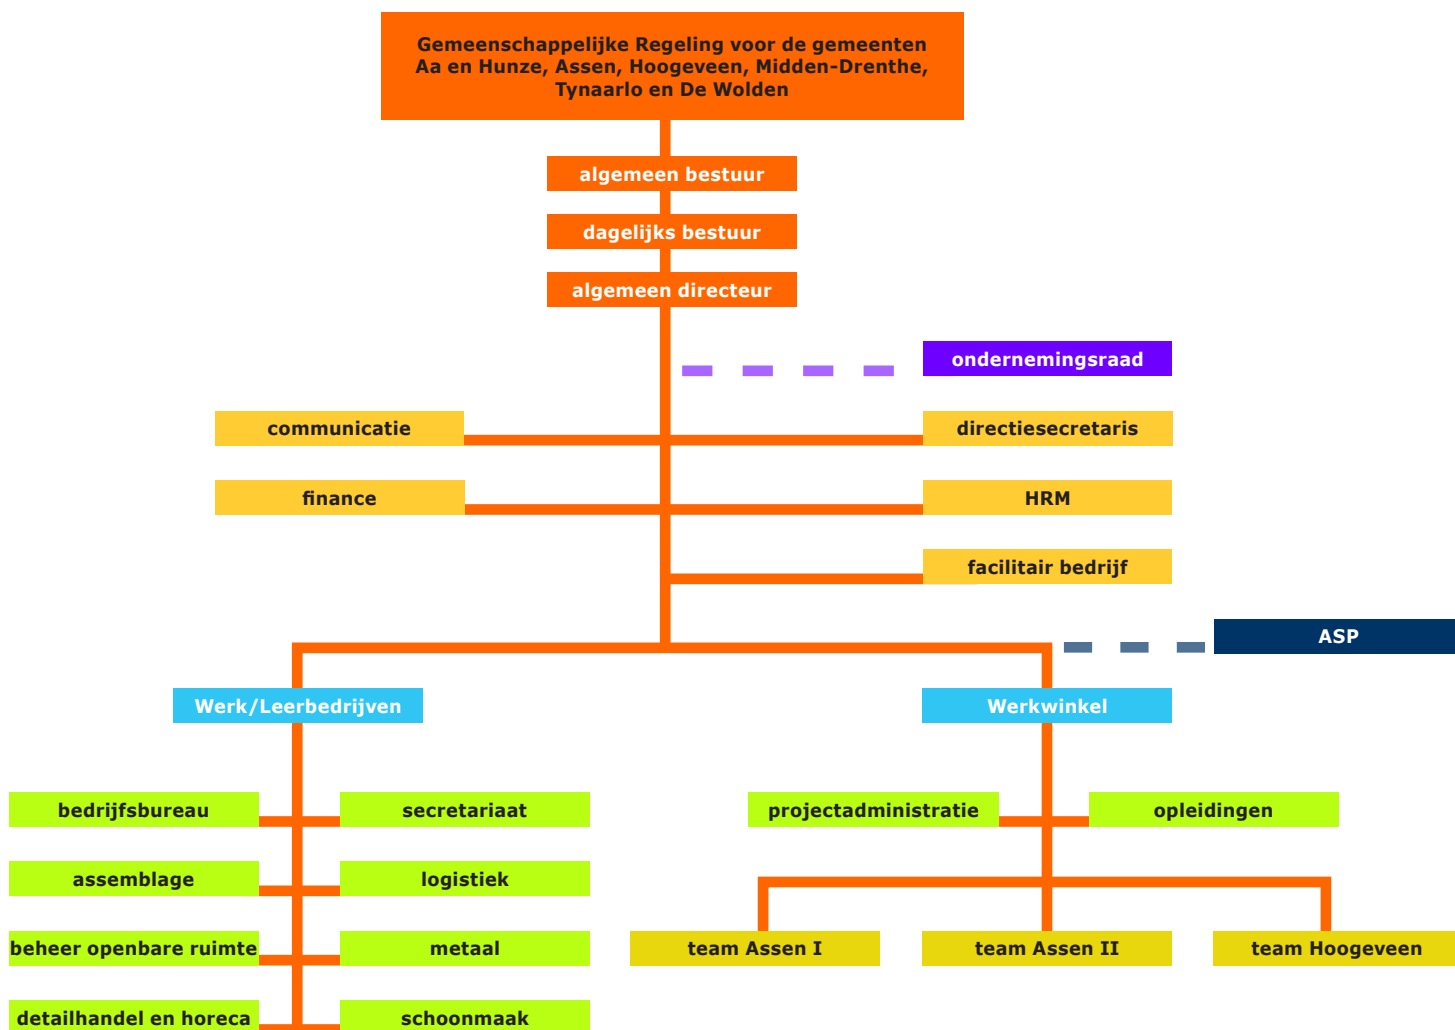 Gemeenschappelijke Regeling voor de gemeenten
Aa en Hunze, Assen, Hoogeveen, Midden-Drenthe,
Tynaarlo en De Wolden
algemeen bestuur
dagelijks bestuur
algemeen directeur
ondernemingsraad
communicatie
directiesecretaris
finance
HRM
facilitair bedrijf
ASP
Werk/Leerbedrijven
Werkwinkel
bedrijfsbureau
secretariaat
projectadministratie
opleidingen
assemblage
logistiek
beheer openbare ruimte
metaal
team Assen I
team Assen II
team Hoogeveen
detailhandel en horeca
schoonmaak